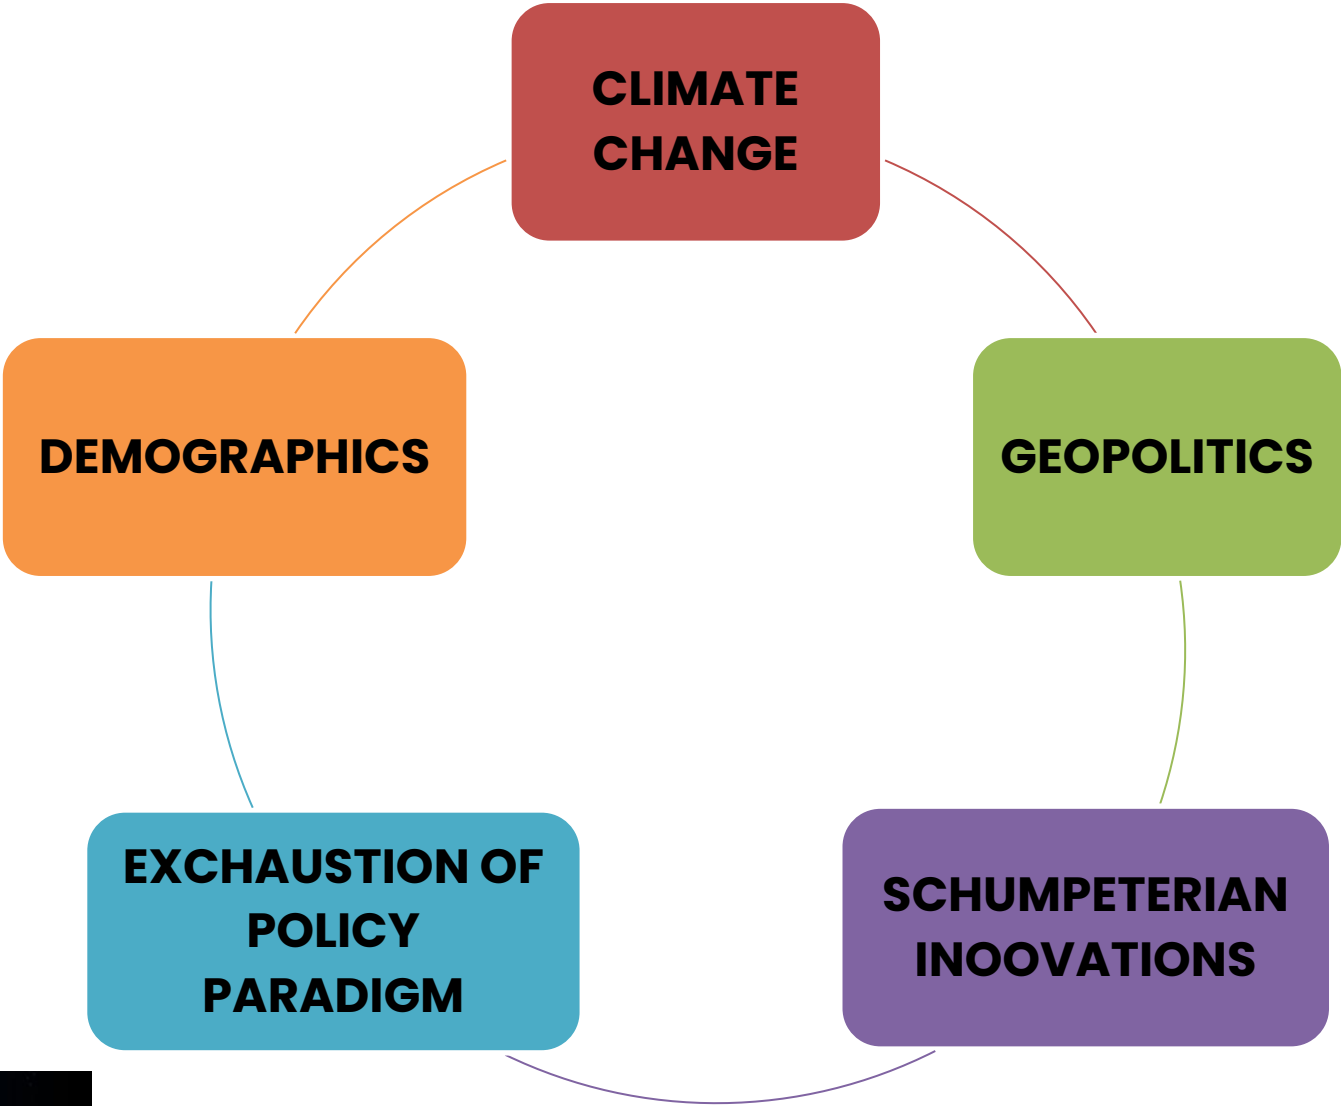 CLIMATE
CHANGE
DEMOGRAPHICS
GEOPOLITICS
EXCHAUSTION OF
POLICY
PARADIGM
SCHUMPETERIAN
INOOVATIONS